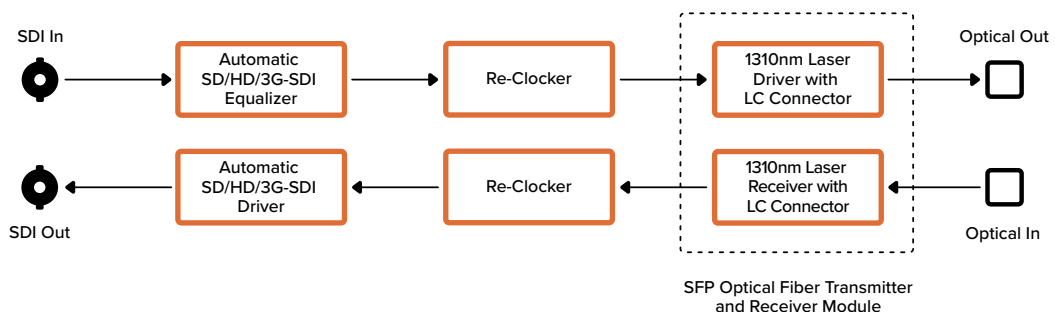 SDI In
Automatic
SD/HD/3G-SDI
Equalizer
Re-Clocker
1310nm Laser
Driver with
LC Connector
Optical Out
SDI Out
Automatic
SD/HD/3G-SDI
Driver
Re-Clocker
1310nm Laser
Receiver with
LC Connector
Optical In
SFP Optical Fiber Transmitter
and Receiver Module